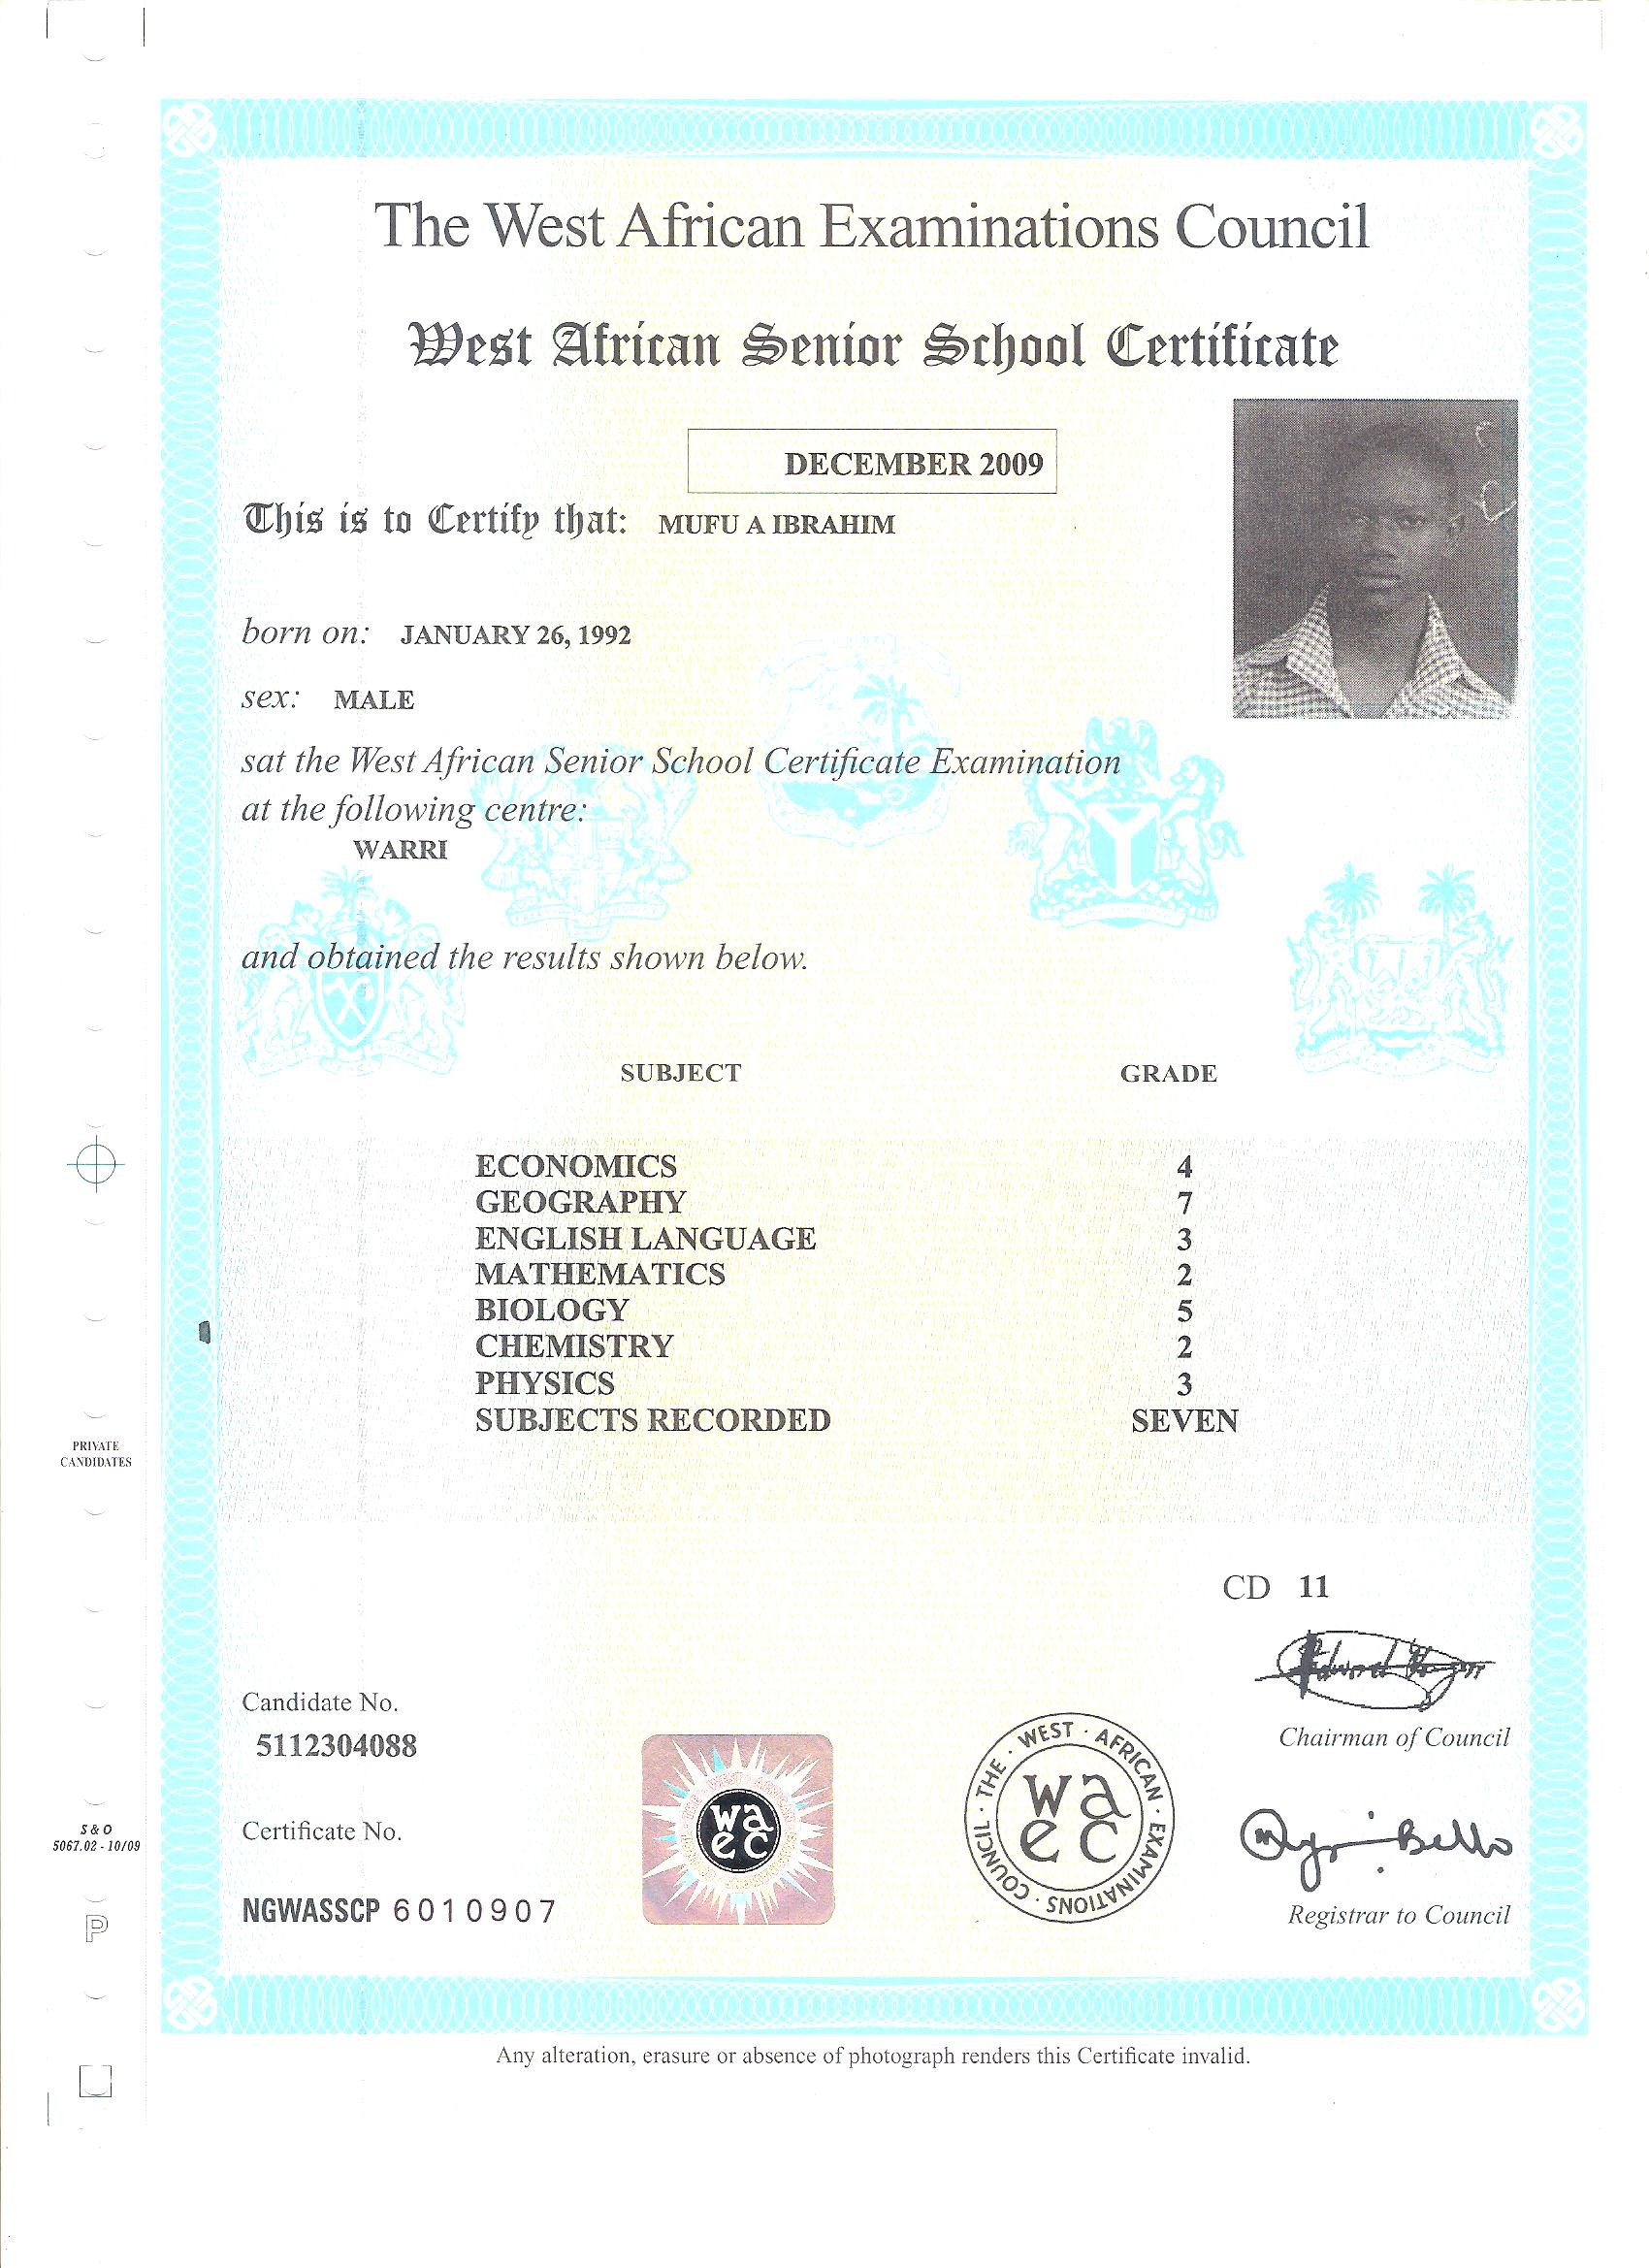 The West African Examinations Council
West African Senior School Certificate
DECEMBER 2009
This is to Certify that: MUFU A IBRAHIM
born on: JANUARY 26, 1992
sex: MALE
sat the West African Senior School Certificate Examination
at the following centre:
WARRI
and obtained the results shown below.
SUBJECT GRADE
ECONOMICS 4
GEOGRAPHY 7
ENGLISH LANGUAGE 3
MATHEMATICS 2
BIOLOGY 5
CHEMISTRY 2
PHYSICS 3
SUBJECTS RECORDED SEVEN
PRIVATE
CANDIDATES
CD 11
Candidate No.
5112304088
Chairman of Council
THE · WEST · AFRICAN · EXAMINATIONS · COUNCIL ·
wa
ec
wa
ec
S & O
5067.02 - 10/09
Certificate No.
Bello
NGWASSCP 6010907
Registrar to Council
P
Any alteration, erasure or absence of photograph renders this Certificate invalid.